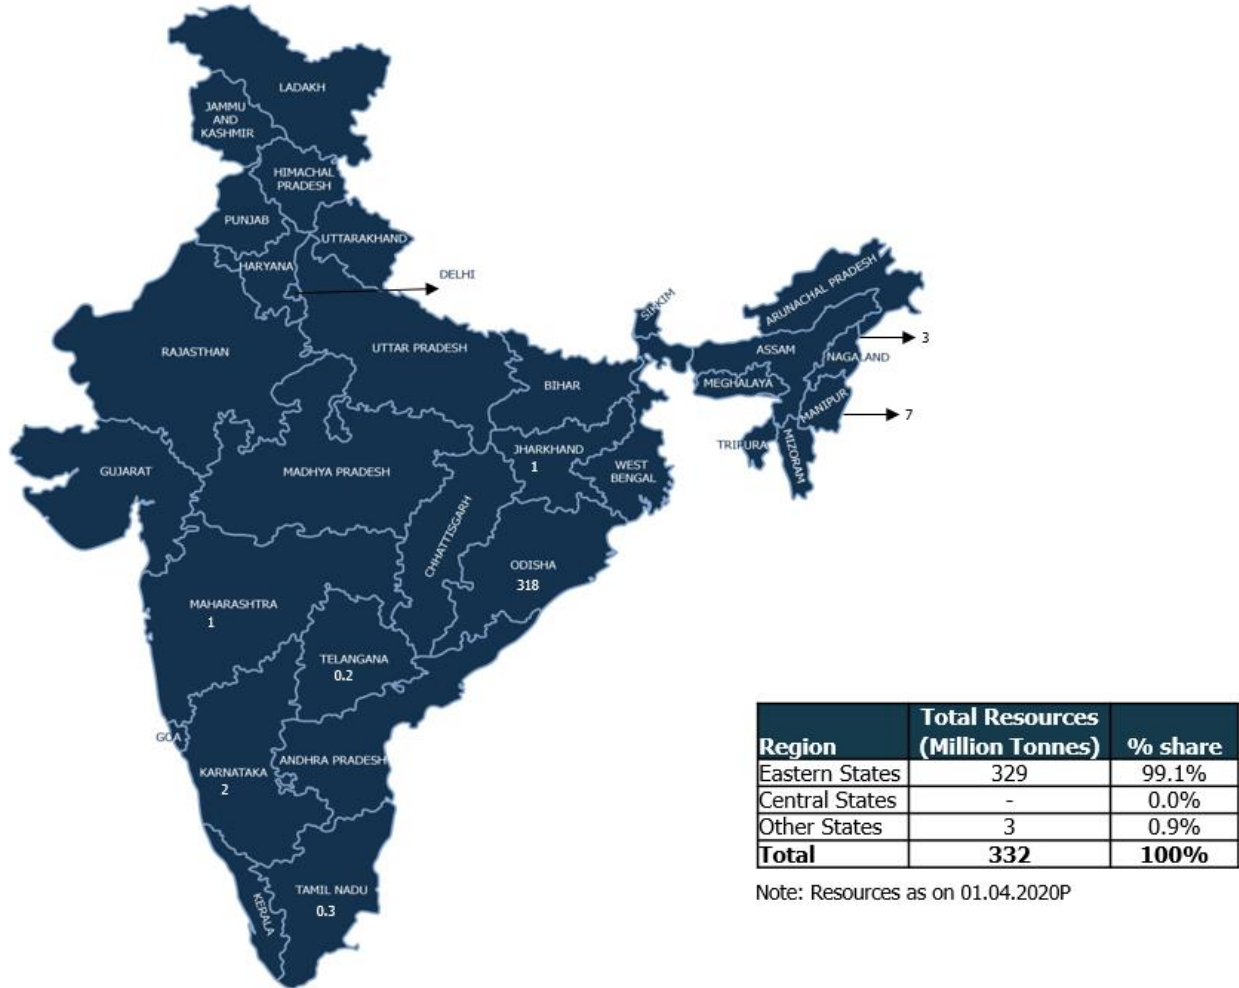 LADAKH
JAMMU
AND
KASHMIR
HIMACHAL
PRADESH
PUNJAB
UTTARAKHAND
HARYANA
DELHI
SIKKIM
ARUNACHAL PRADESH
RAJASTHAN
UTTAR PRADESH
ASSAM
3
NAGALAND
BIHAR
MEGHALAYA
MANIPUR
7
TRIPURA
MIZORAM
GUJARAT
MADHYA PRADESH
JHARKHAND
1
WEST
BENGAL
CHHATTISGARH
ODISHA
318
MAHARASHTRA
1
TELANGANA
0.2
GOA
KARNATAKA
2
ANDHRA PRADESH
TAMIL NADU
0.3
KERALA
Region Total Resources (Million Tonnes) % share
Eastern States 329 99.1%
Central States - 0.0%
Other States 3 0.9%
Total 332 100%
Note: Resources as on 01.04.2020P